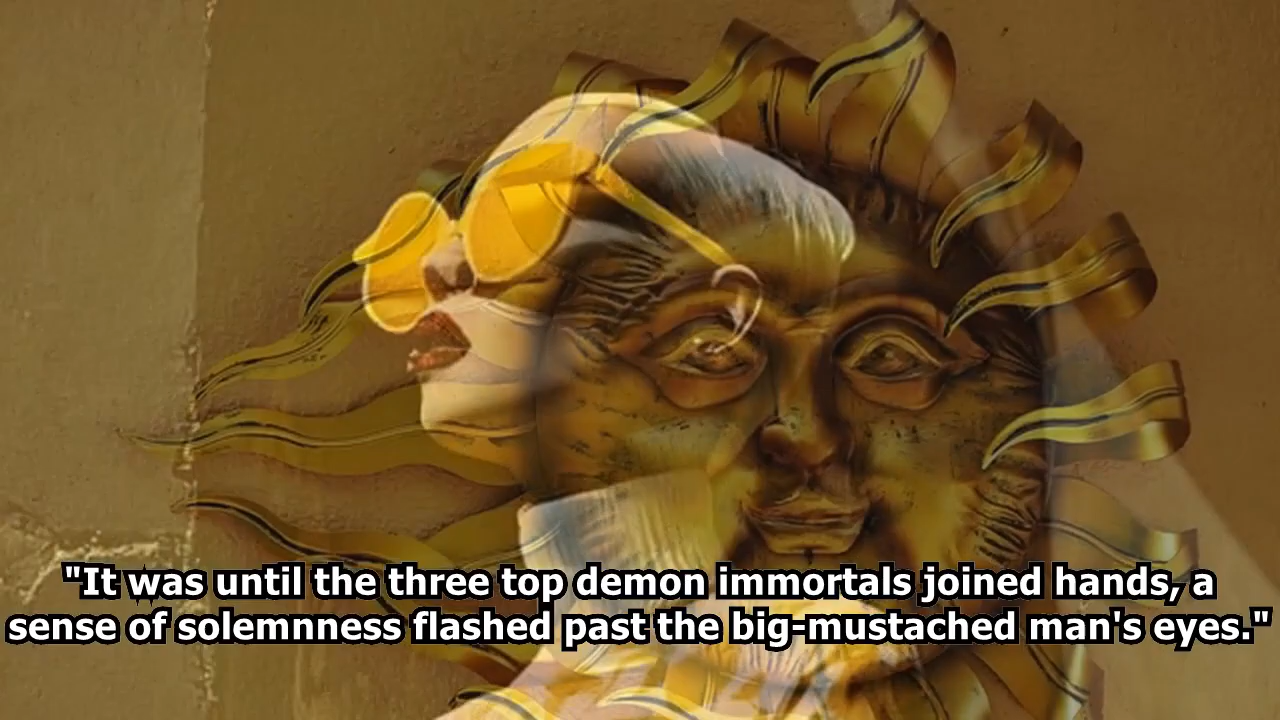 "It was until the three top demon immortals joined hands, a
sense of solemnness flashed past the big-mustached man's eyes."